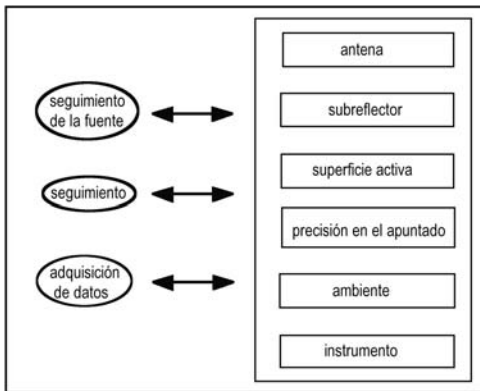 seguimiento
de la fuente
seguimiento
adquisición
de datos
antena
subreflector
superficie activa
precisión en el apuntado
ambiente
instrumento